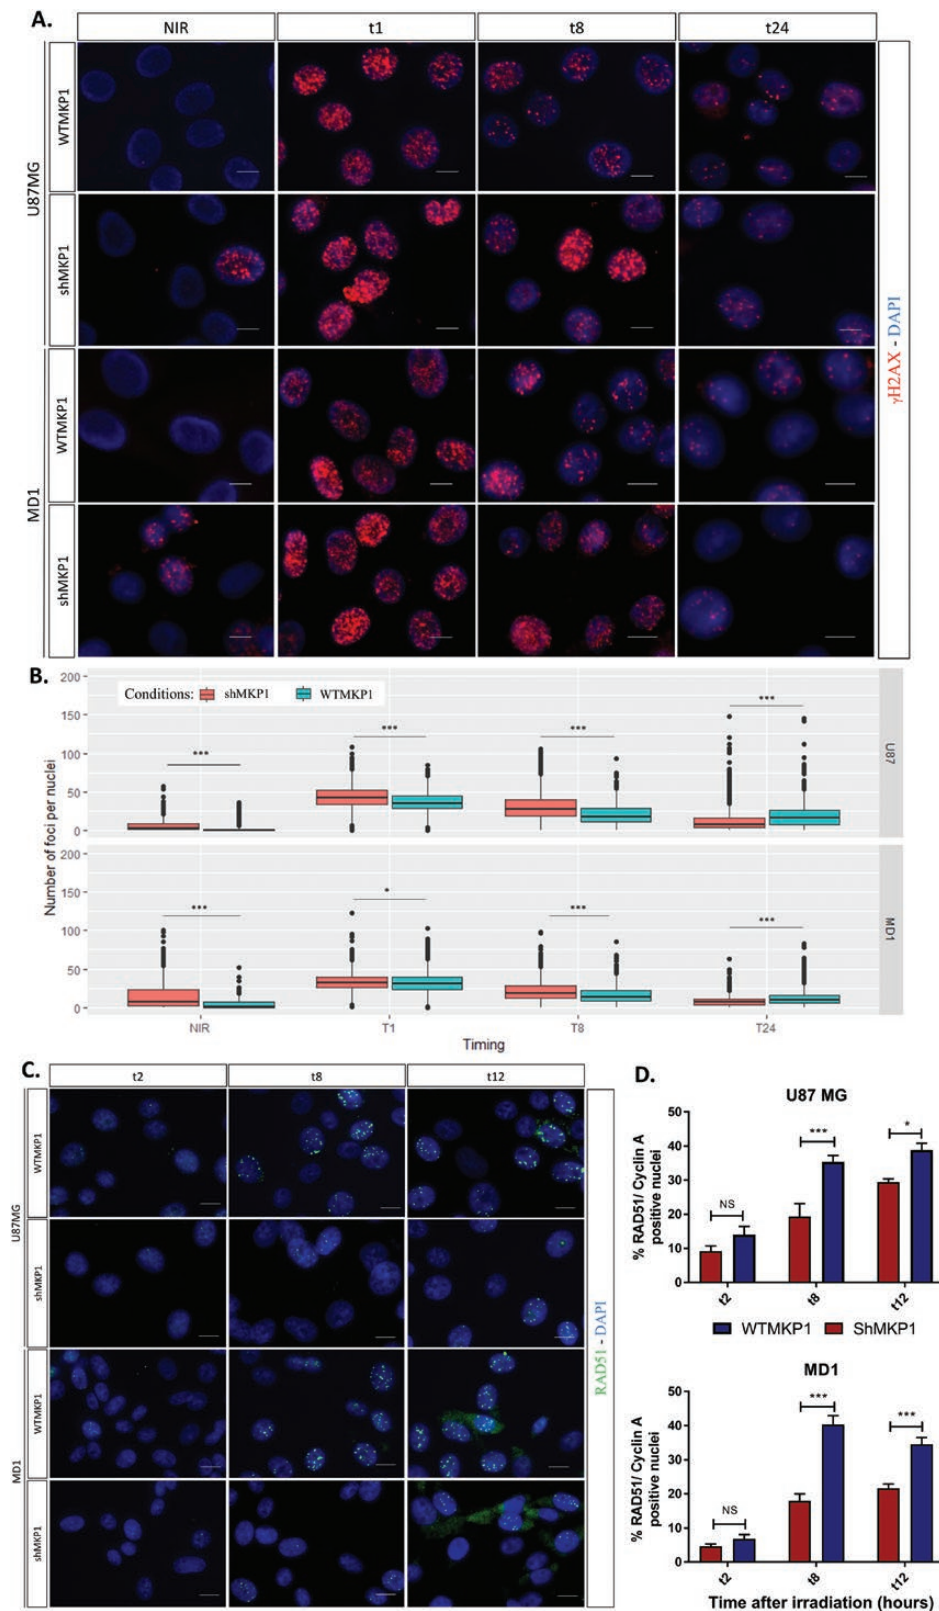 A.
NIR t1 t8 t24
U87MG
WTMKP1
shMKP1
MD1
WTMKP1
shMKP1
γH2AX - DAPI
B.
Conditions: shMKP1 WTMKP1
Number of foci per nuclei
200
150
100
50
0
*** *** *** ***
U87
200
150
100
50
0
*** * *** ***
MD1
NIR T1 T8 T24
Timing
C.
t2 t8 t12
U87MG
WTMKP1
shMKP1
MD1
WTMKP1
shMKP1
RAD51 - DAPI
D.
U87 MG
% RAD51/ Cyclin A
positive nuclei
50
40
30
20
10
0
NS *** *
t2 t8 t12
WTMKP1 ShMKP1
MD1
% RAD51/ Cyclin A
positive nuclei
50
40
30
20
10
0
NS *** ***
t2 t8 t12
Time after irradiation (hours)